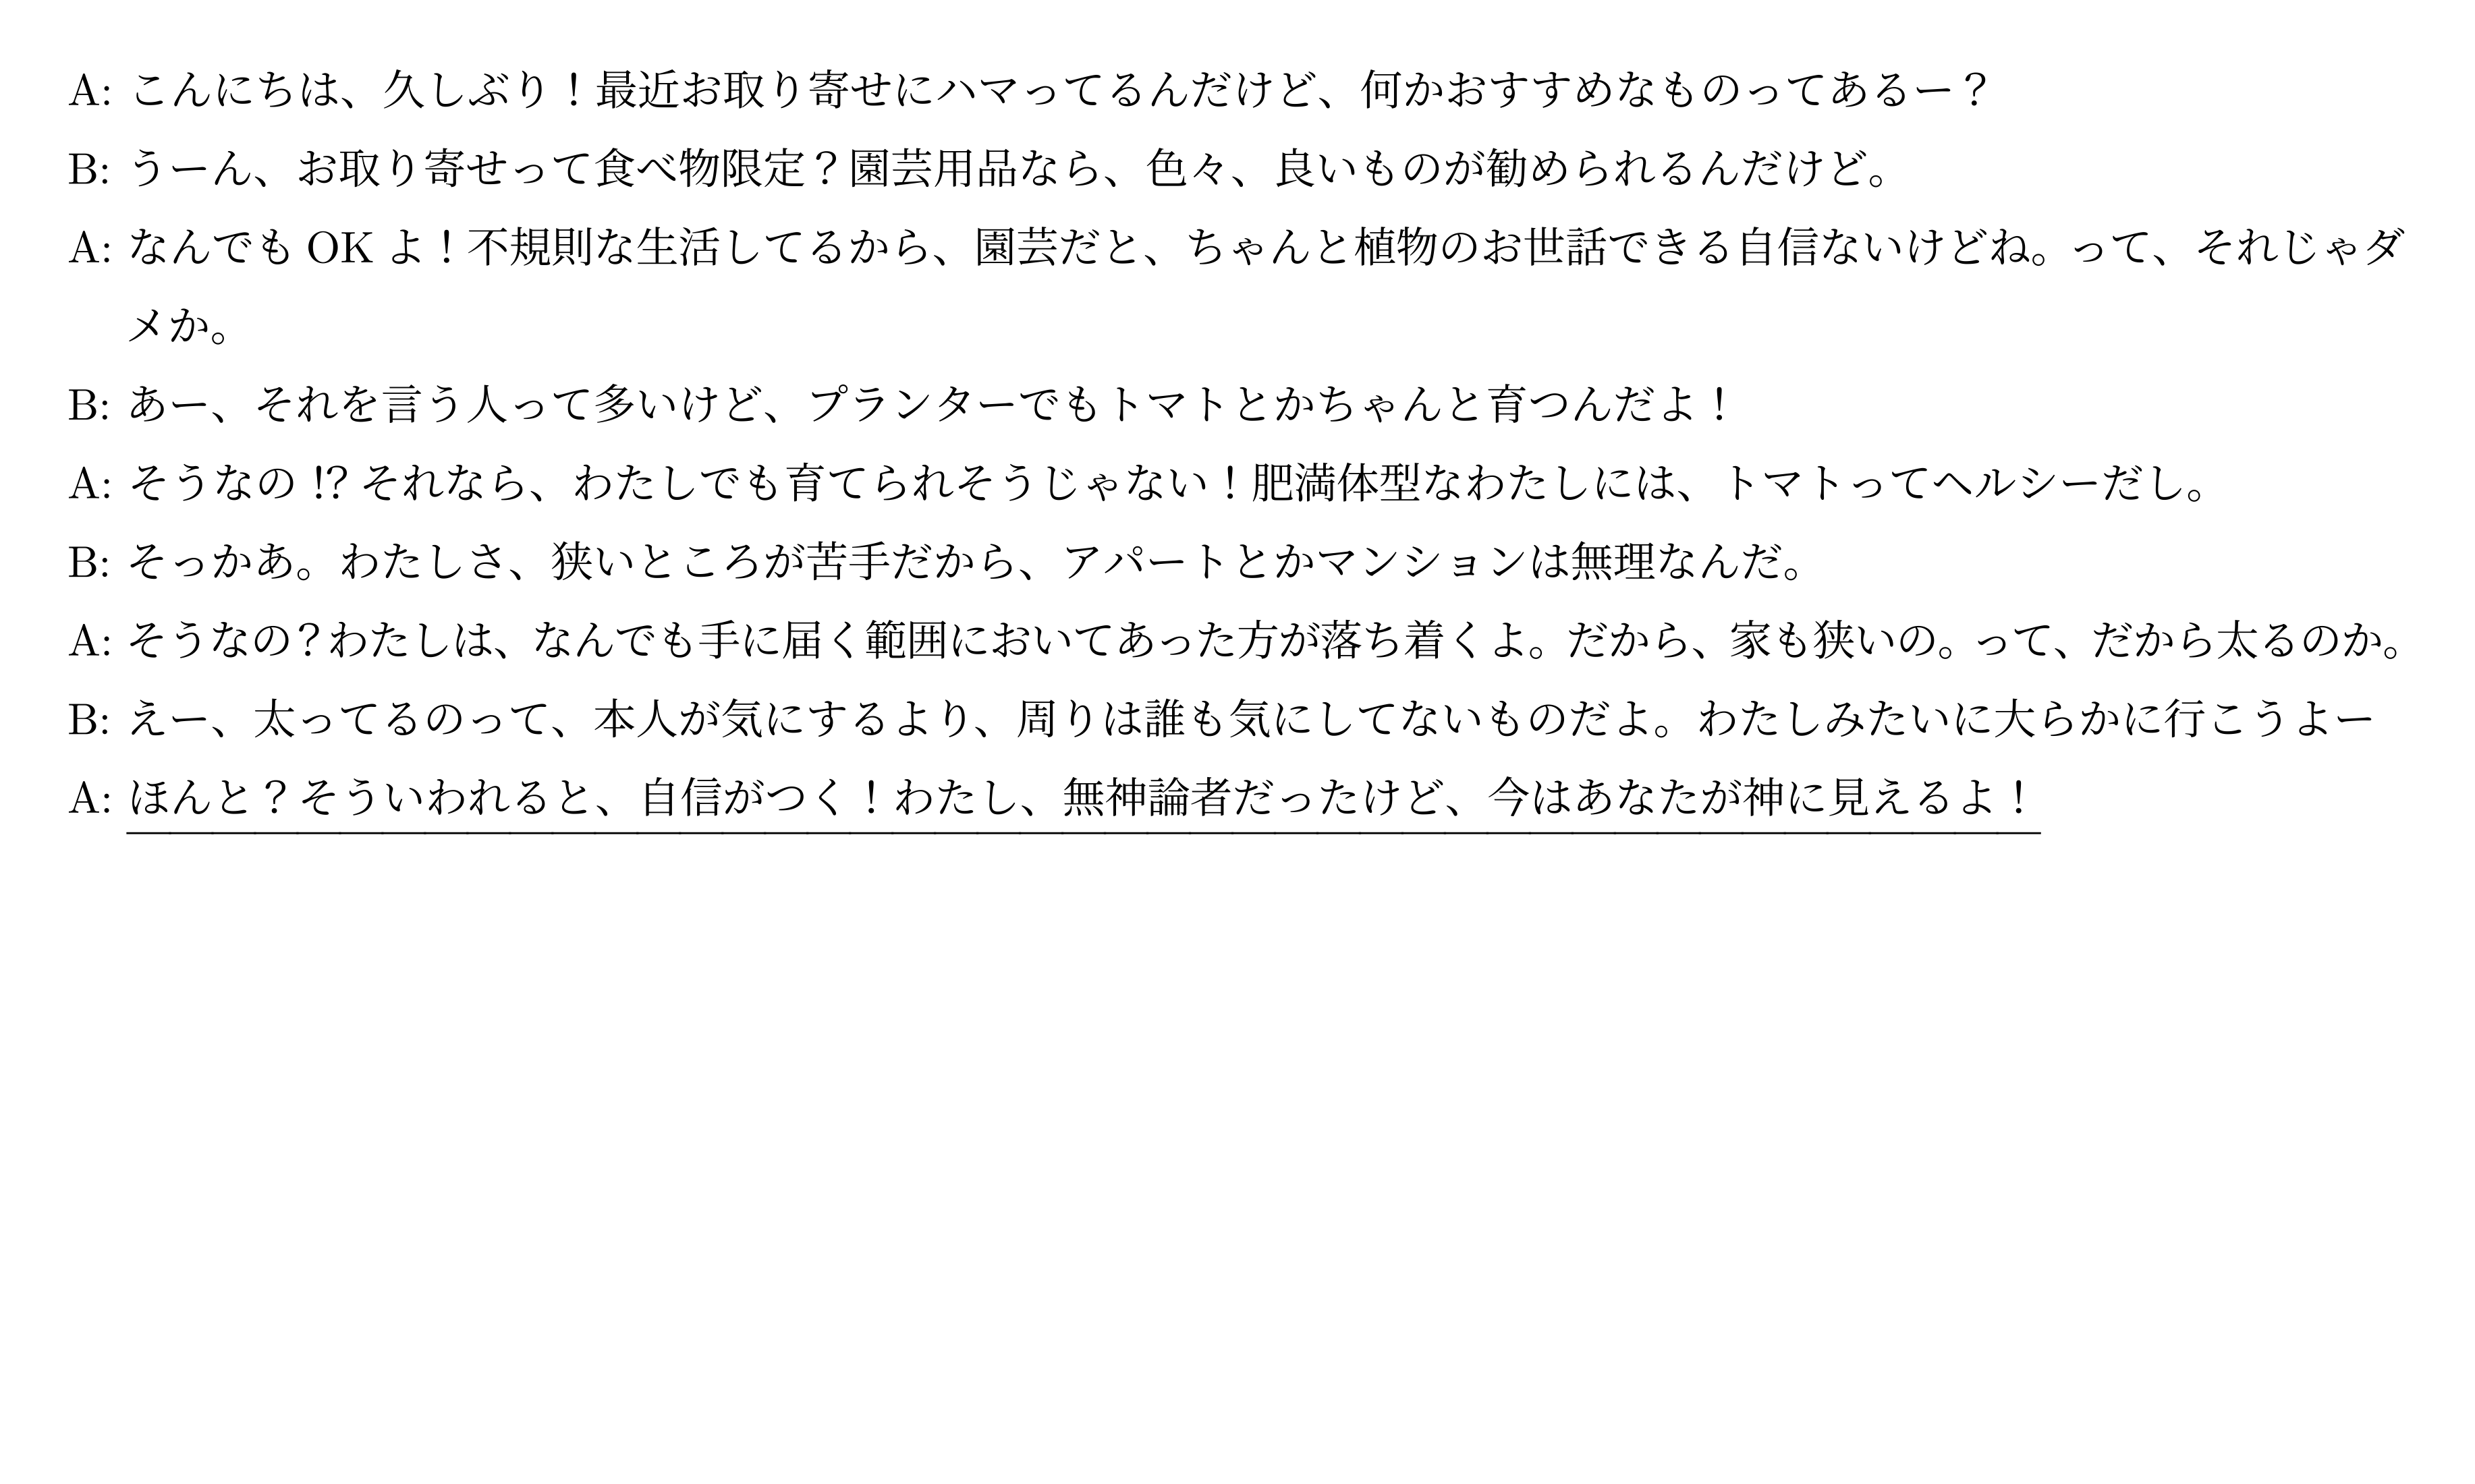 A: こんにちは、久しぶり！最近お取り寄せにハマってるんだけど、何かおすすめなものってあるー？
B: うーん、お取り寄せって食べ物限定？園芸用品なら、色々、良いものが勧められるんだけど。
A: なんでも OK よ！不規則な生活してるから、園芸だと、ちゃんと植物のお世話できる自信ないけどね。って、それじゃダ
メか。
B: あー、それを言う人って多いけど、プランターでもトマトとかちゃんと育つんだよ！
A: そうなの !? それなら、わたしでも育てられそうじゃない！肥満体型なわたしには、トマトってヘルシーだし。
B: そっかあ。わたしさ、狭いところが苦手だから、アパートとかマンションは無理なんだ。
A: そうなの？わたしは、なんでも手に届く範囲においてあった方が落ち着くよ。だから、家も狭いの。って、だから太るのか。
B: えー、太ってるのって、本人が気にするより、周りは誰も気にしてないものだよ。わたしみたいに大らかに行こうよー
A: ほんと？そういわれると、自信がつく！わたし、無神論者だったけど、今はあなたが神に見えるよ！